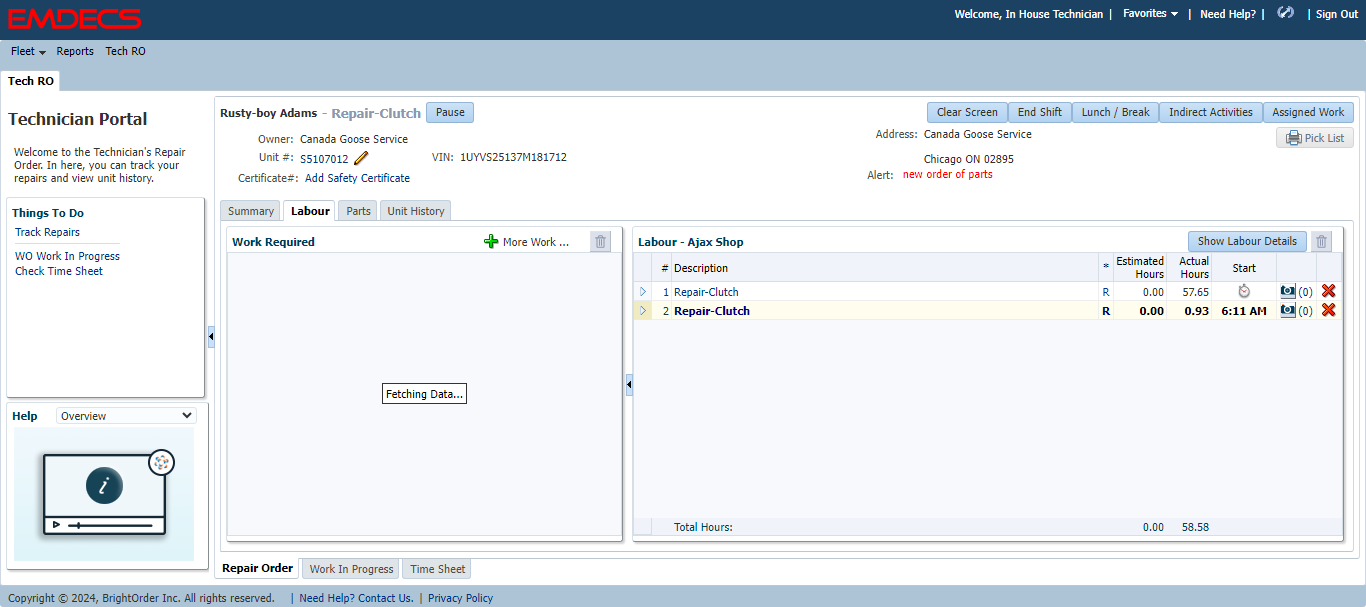 EMDECS
Welcome, In House Technician | Favorites | Need Help? | | Sign Out
Fleet Reports Tech RO
Tech RO
Technician Portal
Welcome to the Technician's Repair
Order. In here, you can track your
repairs and view unit history.
Things To Do
Track Repairs
WO Work In Progress
Check Time Sheet
Help Overview
i
Rusty-boy Adams - Repair-Clutch Pause
Clear Screen End Shift Lunch / Break Indirect Activities Assigned Work
Pick List
Owner: Canada Goose Service
Unit #: S5107012 VIN: 1UYVS25137M181712
Certificate#: Add Safety Certificate
Address: Canada Goose Service
Chicago ON 02895
Alert: new order of parts
Summary Labour Parts Unit History
Work Required More Work ...
Fetching Data...
Labour - Ajax Shop Show Labour Details
# Description * Estimated Hours Actual Hours Start
1 Repair-Clutch R 0.00 57.65 (0)
2 Repair-Clutch R 0.00 0.93 6:11 AM (0)
Total Hours: 0.00 58.58
Repair Order Work In Progress Time Sheet
Copyright © 2024, BrightOrder Inc. All rights reserved. | Need Help? Contact Us. | Privacy Policy